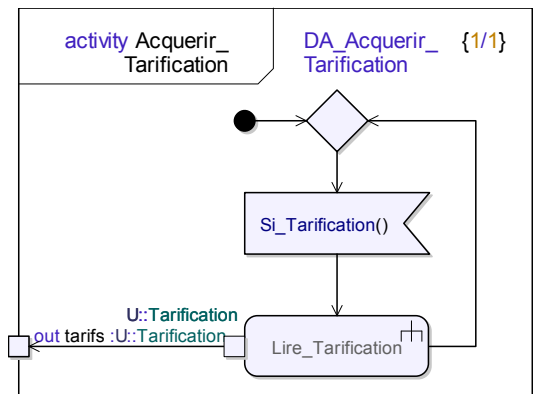 activity Acquerir_
Tarification
DA_Acquerir_ {1/1}
Tarification
Si_Tarification()
U::Tarification
out tarifs :U::Tarification
Lire_Tarification